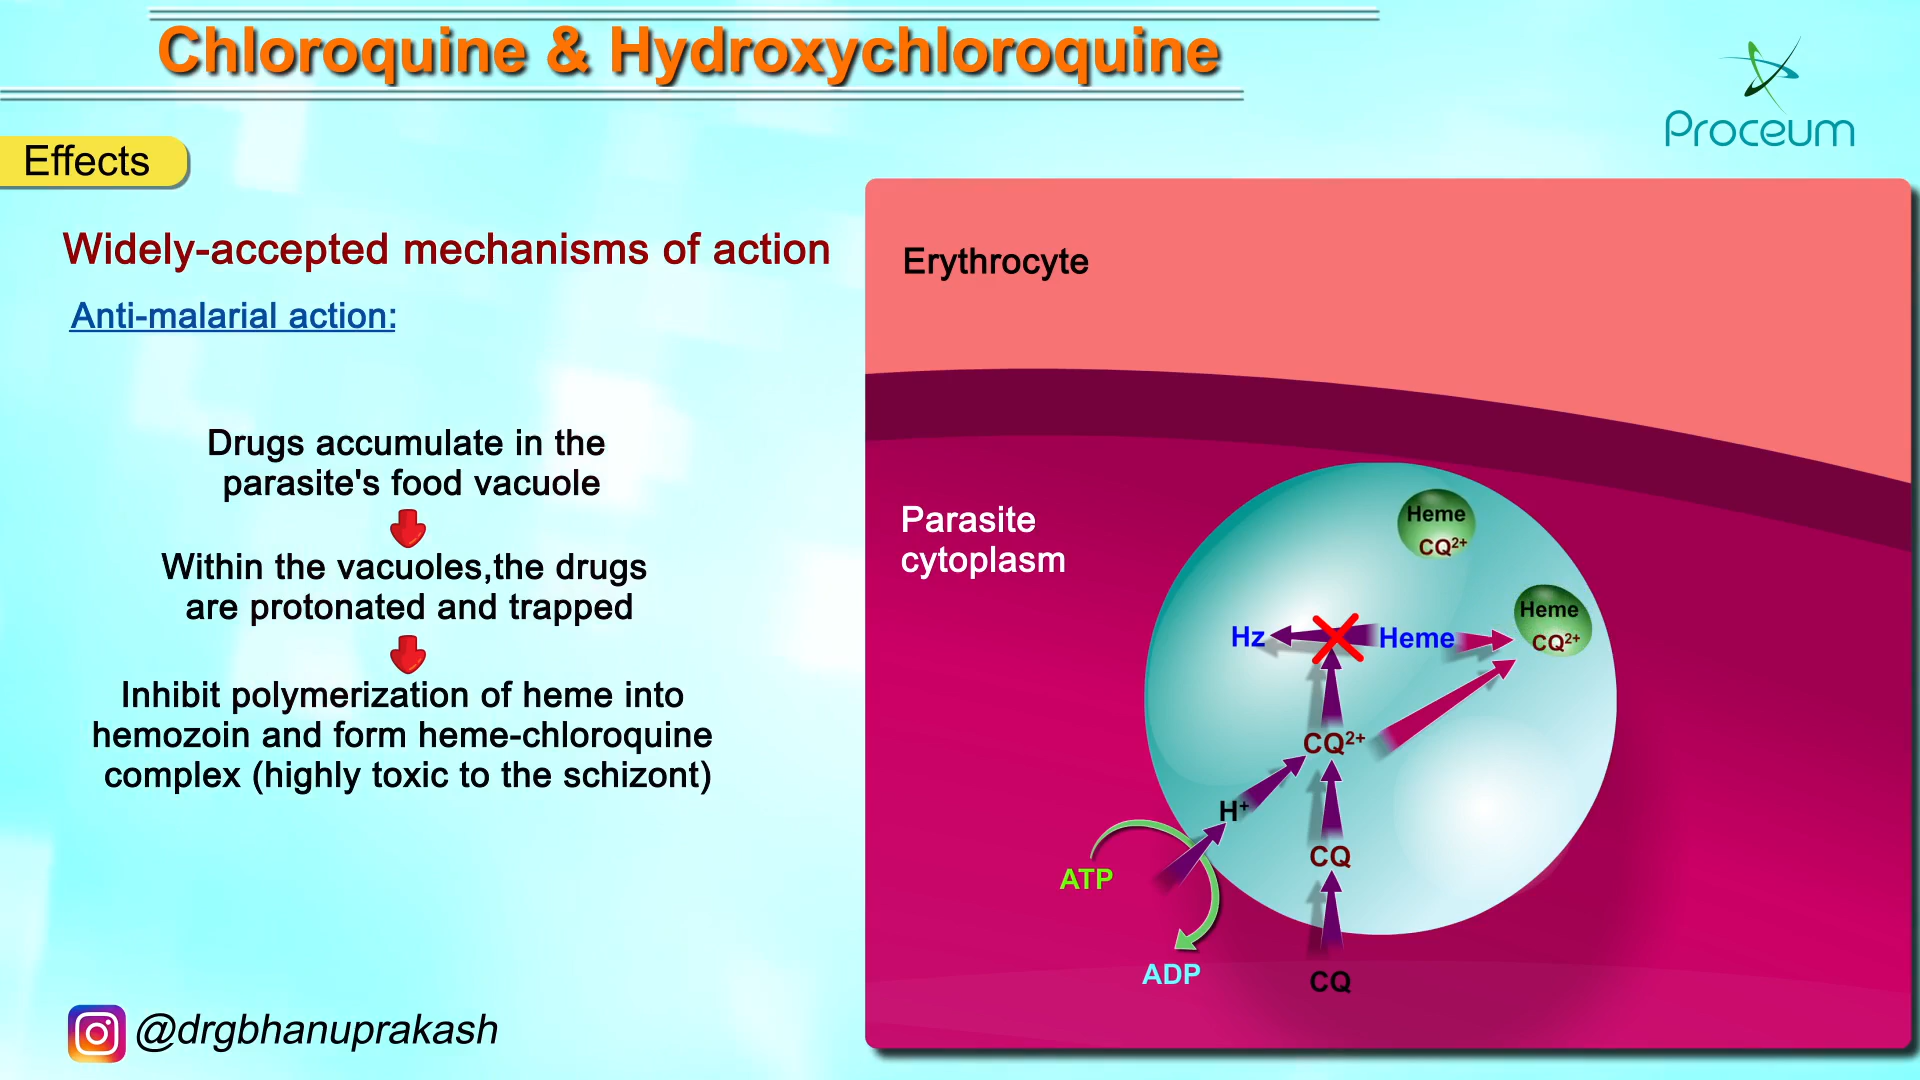 Chloroquine & Hydroxychloroquine
Proceum
Effects
Widely-accepted mechanisms of action
Anti-malarial action:
Drugs accumulate in the
parasite's food vacuole
Within the vacuoles,the drugs
are protonated and trapped
Inhibit polymerization of heme into
hemozoin and form heme-chloroquine
complex (highly toxic to the schizont)
@drgbhanuprakash
Erythrocyte
Parasite
cytoplasm
Heme
CQ²⁺
Heme
CQ²⁺
Hz
Heme
CQ²⁺
H⁺
CQ
ATP
ADP
CQ